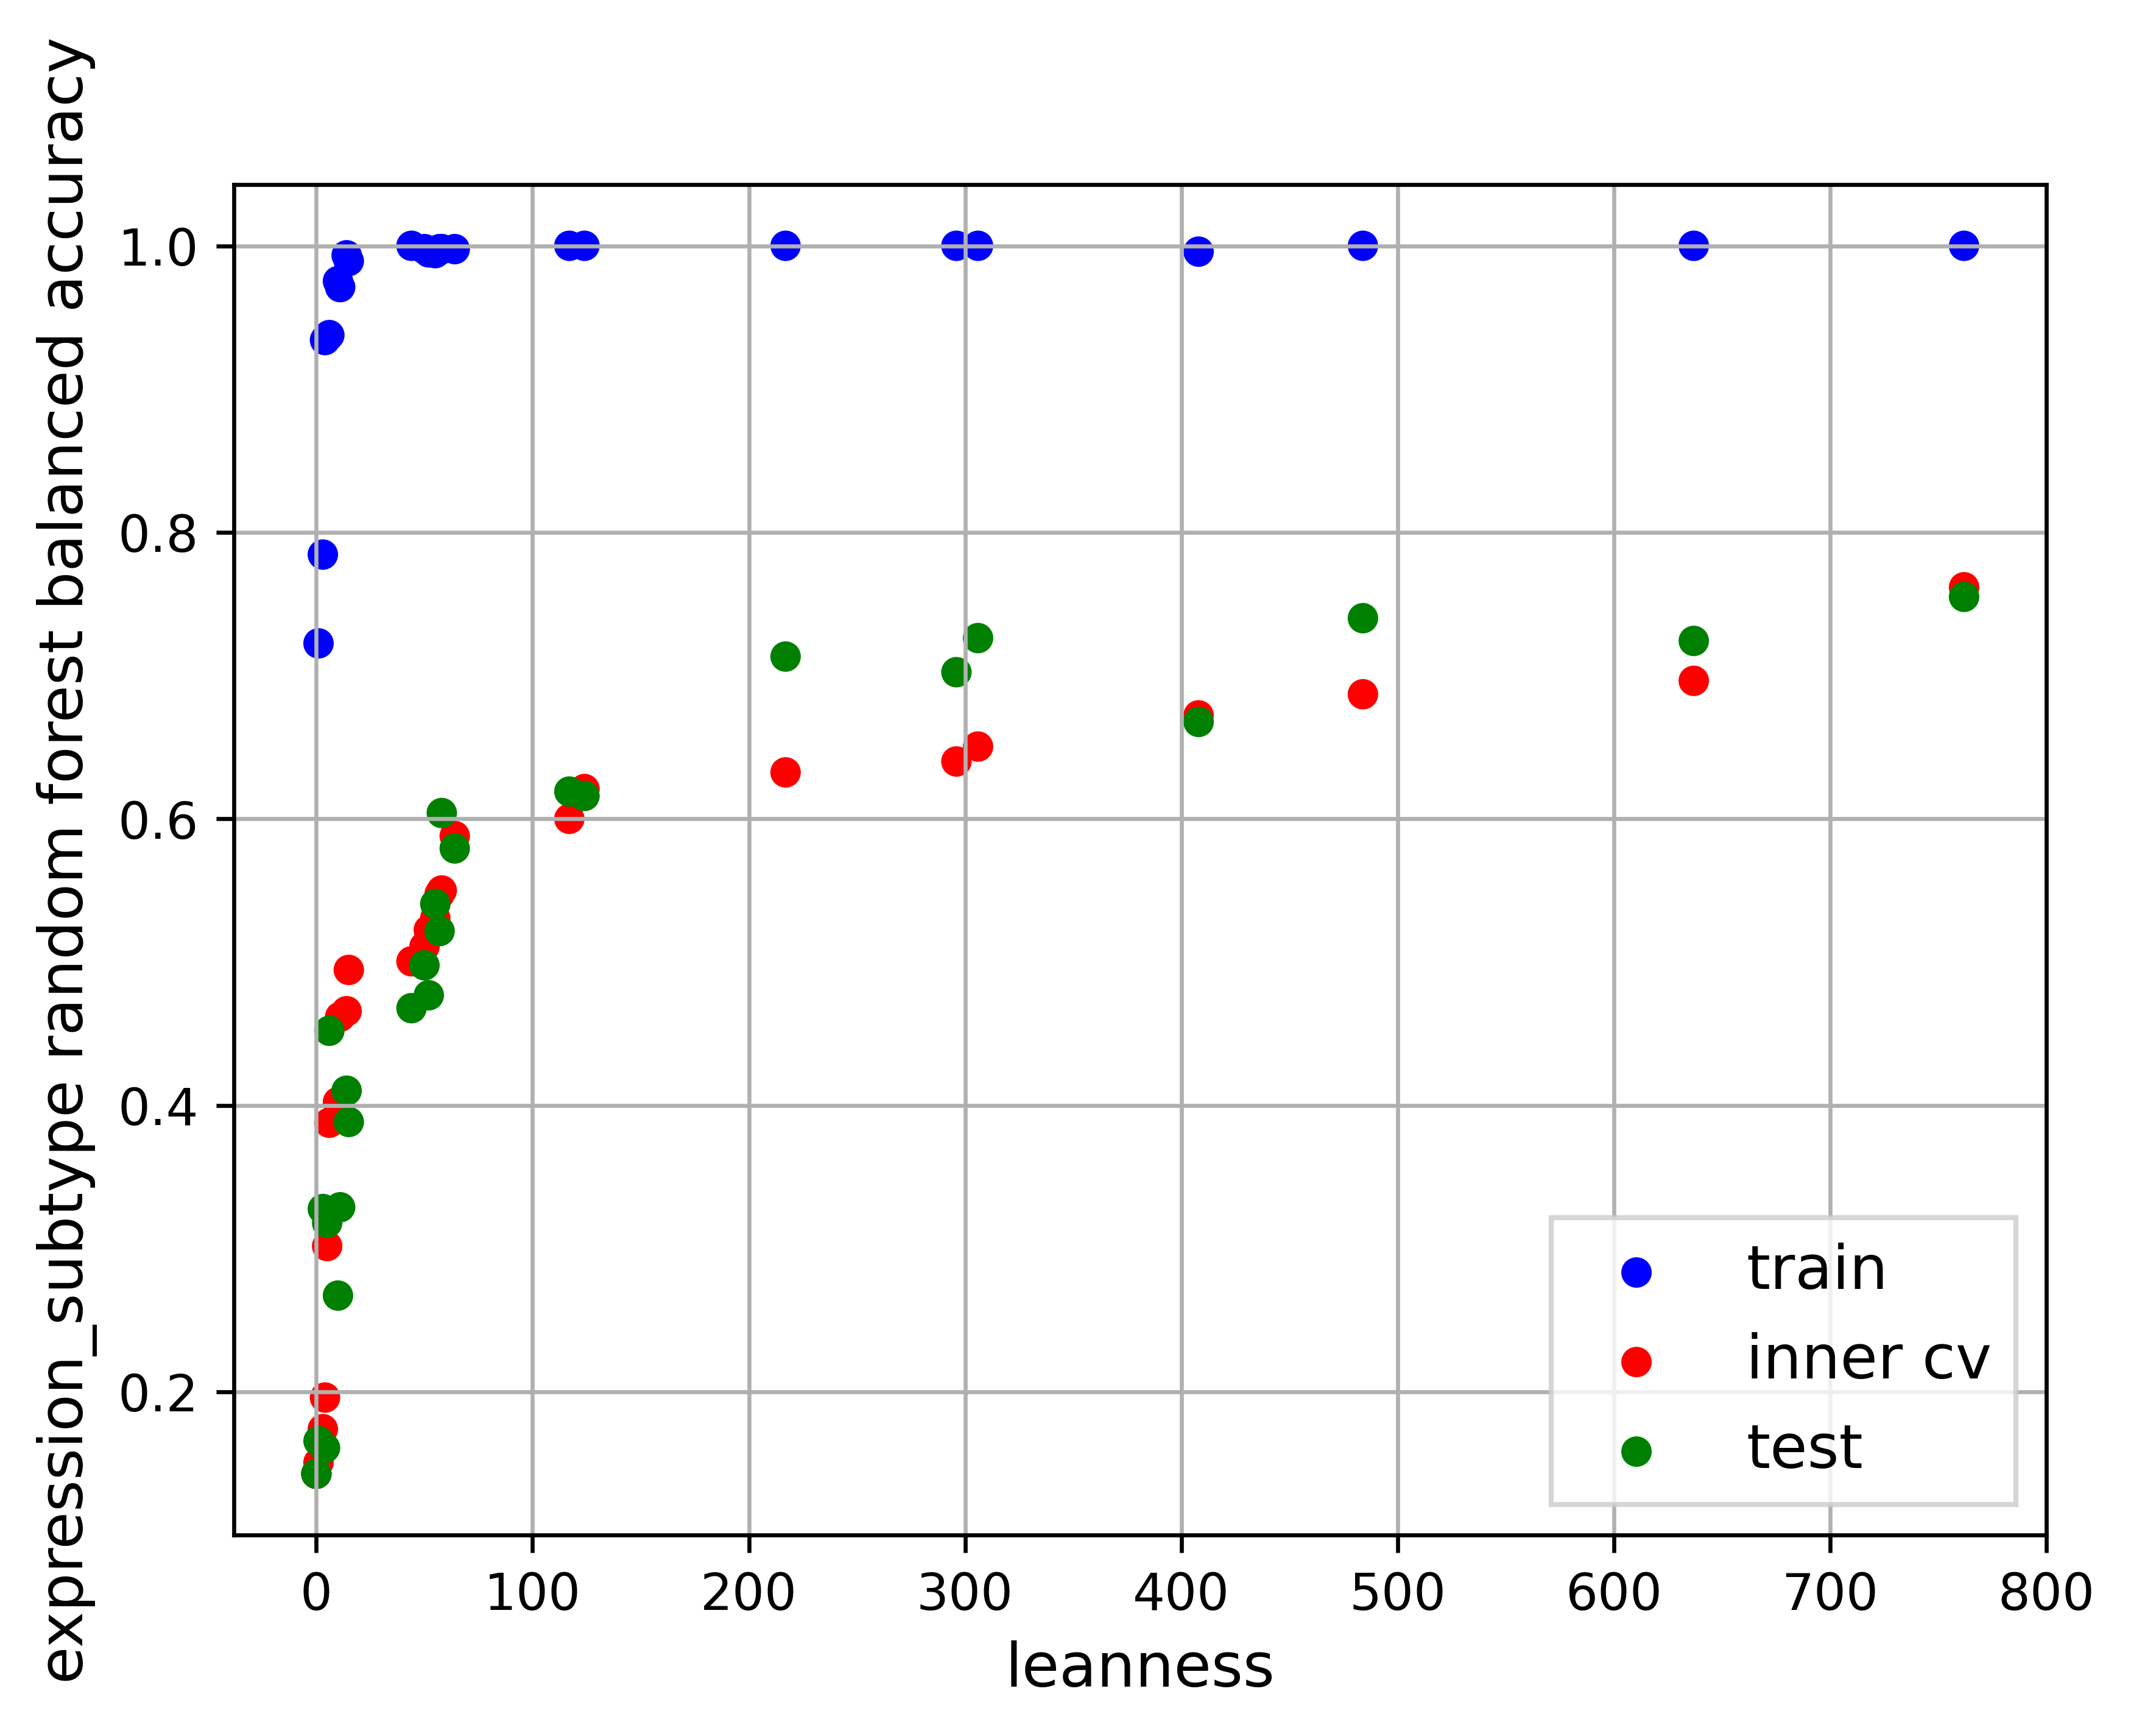 expression_subtype random forest balanced accuracy
1.0
0.8
0.6
0.4
0.2
train
inner cv
test
0 100 200 300 400 500 600 700 800
leanness